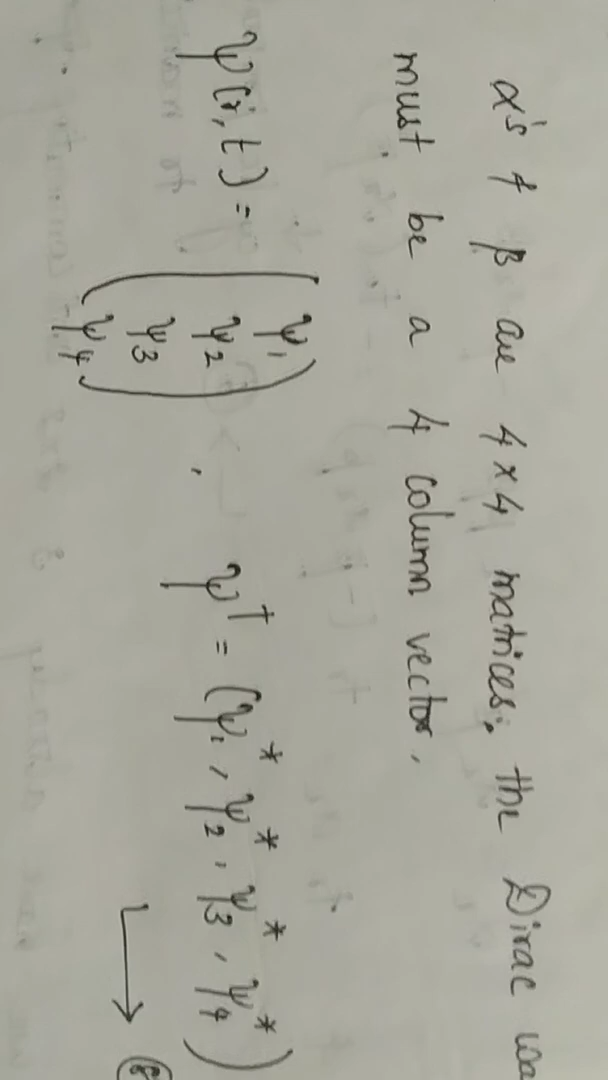 α's & β are 4×4 matrices, the Dirac
must be a 4 column vector.
ψ(r, t) = (ψ₁ ψ₂ ψ₃ ψ₄), ψ† = (ψ₁*, ψ₂*, ψ₃*, ψ₄*)